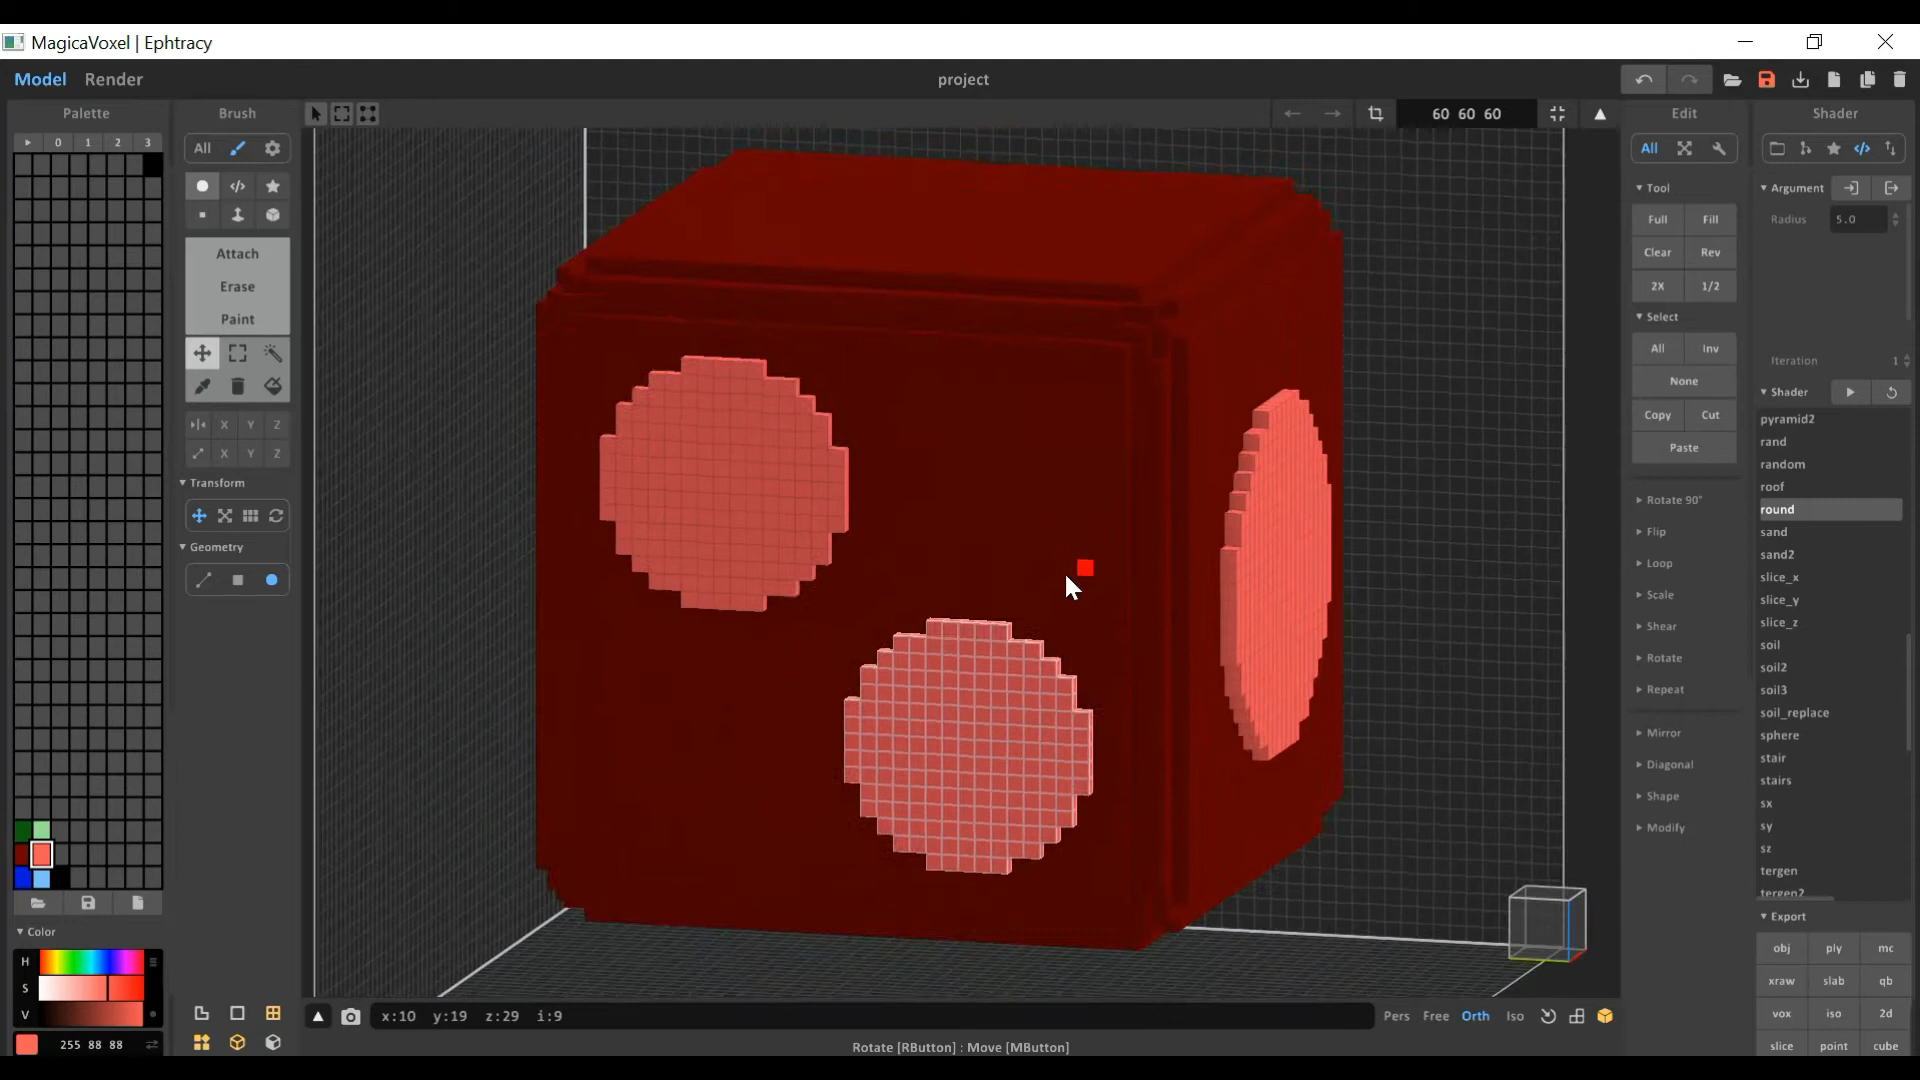 MagicaVoxel | Ephtracy
Model Render project
Palette
0 1 2 3
Brush
All
Attach
Erase
Paint
X Y Z
X Y Z
Transform
Geometry
Color
H
S
V
255 88 88
60 60 60
x:10 y:19 z:29 i:9
Pers Free Orth Iso
Rotate [RButton] : Move [MButton]
Edit
All
Tool
Full Fill
Clear Rev
2X 1/2
Select
All Inv
None
Copy Cut
Paste
Rotate 90°
Flip
Loop
Scale
Shear
Rotate
Repeat
Mirror
Diagonal
Shape
Modify
Shader
Argument
Radius 5.0
Iteration 1
Shader
pyramid2
rand
random
roof
round
sand
sand2
slice_x
slice_y
slice_z
soil
soil2
soil3
soil_replace
sphere
stair
stairs
sx
sy
sz
tergen
tergen2
Export
obj ply mc
xraw slab qb
vox iso 2d
slice point cube